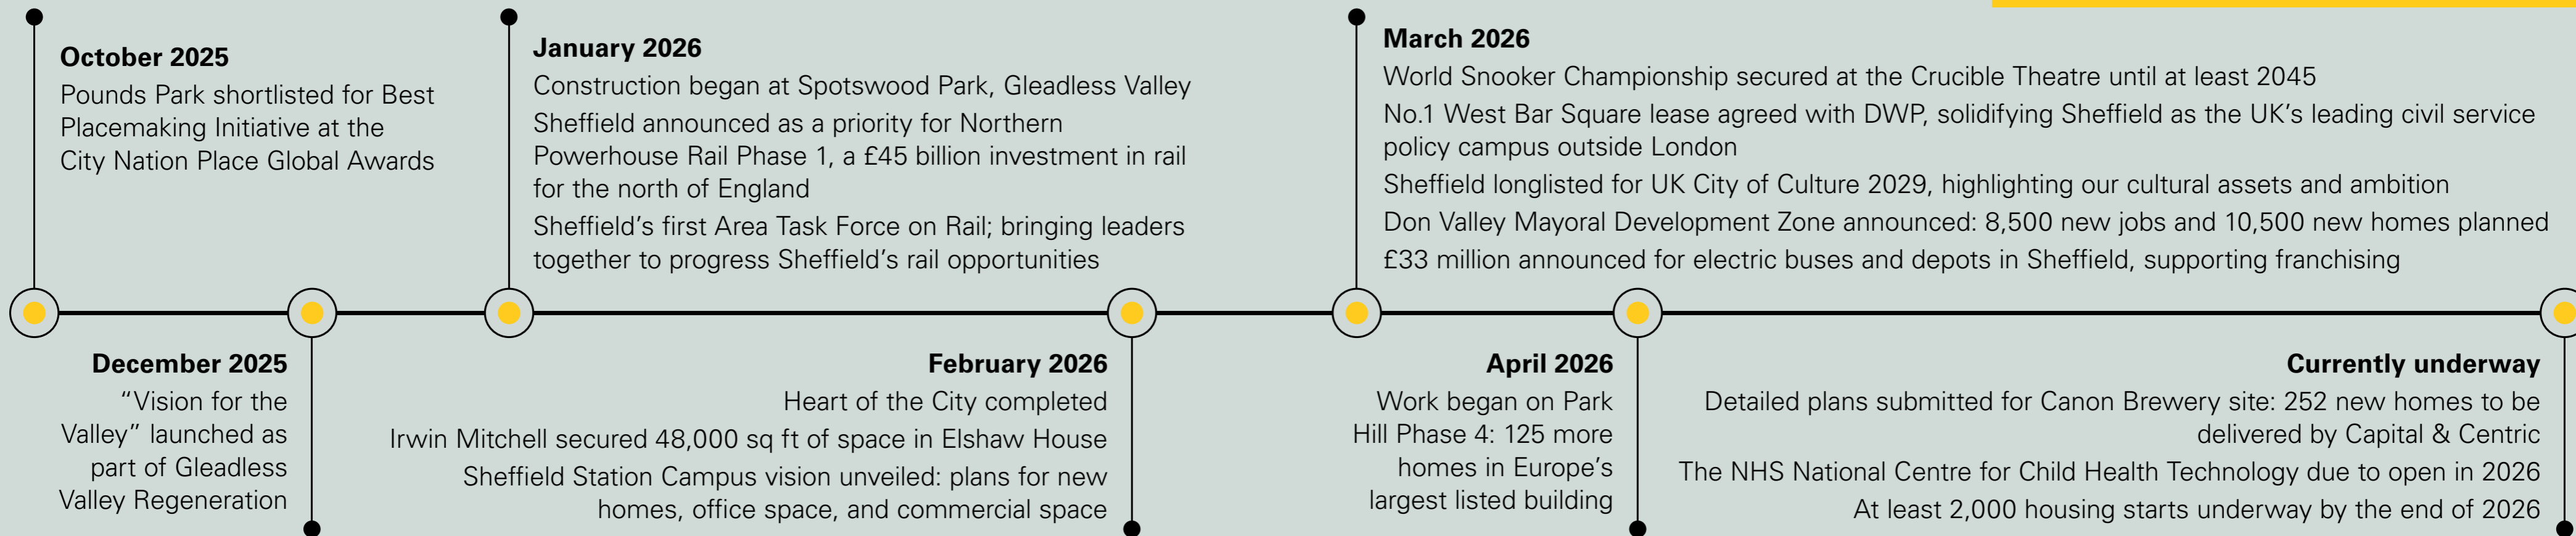 October 2025
Pounds Park shortlisted for Best
Placemaking Initiative at the
City Nation Place Global Awards
December 2025
“Vision for the
Valley” launched as
part of Gleadless
Valley Regeneration
January 2026
Construction began at Spotswood Park, Gleadless Valley
Sheffield announced as a priority for Northern
Powerhouse Rail Phase 1, a £45 billion investment in rail
for the north of England
Sheffield’s first Area Task Force on Rail; bringing leaders
together to progress Sheffield’s rail opportunities
February 2026
Heart of the City completed
Irwin Mitchell secured 48,000 sq ft of space in Elshaw House
Sheffield Station Campus vision unveiled: plans for new
homes, office space, and commercial space
March 2026
World Snooker Championship secured at the Crucible Theatre until at least 2045
No.1 West Bar Square lease agreed with DWP, solidifying Sheffield as the UK’s leading civil service
policy campus outside London
Sheffield longlisted for UK City of Culture 2029, highlighting our cultural assets and ambition
Don Valley Mayoral Development Zone announced: 8,500 new jobs and 10,500 new homes planned
£33 million announced for electric buses and depots in Sheffield, supporting franchising
April 2026
Work began on Park
Hill Phase 4: 125 more
homes in Europe’s
largest listed building
Currently underway
Detailed plans submitted for Canon Brewery site: 252 new homes to be
delivered by Capital & Centric
The NHS National Centre for Child Health Technology due to open in 2026
At least 2,000 housing starts underway by the end of 2026